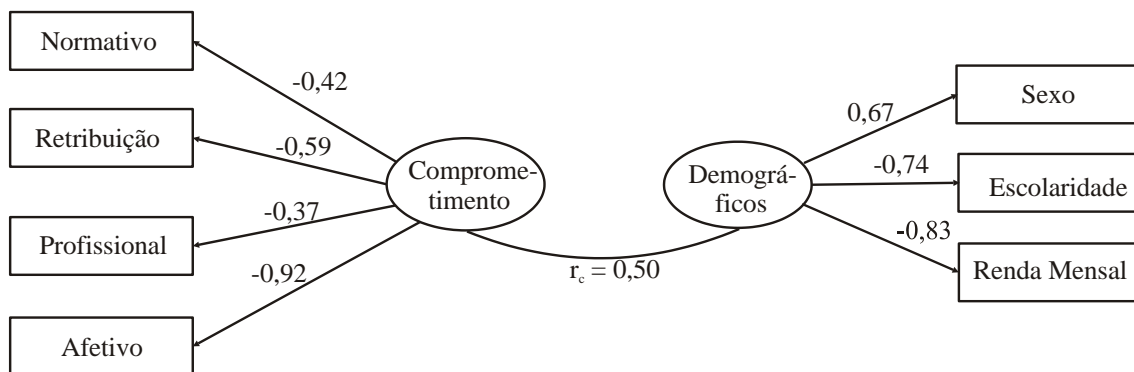 Normativo
-0,42
Retribuição
-0,59
Profissional
-0,37
Afetivo
-0,92
Comprome-
timento
r_c = 0,50
Demográ-
ficos
0,67
Sexo
-0,74
Escolaridade
-0,83
Renda Mensal